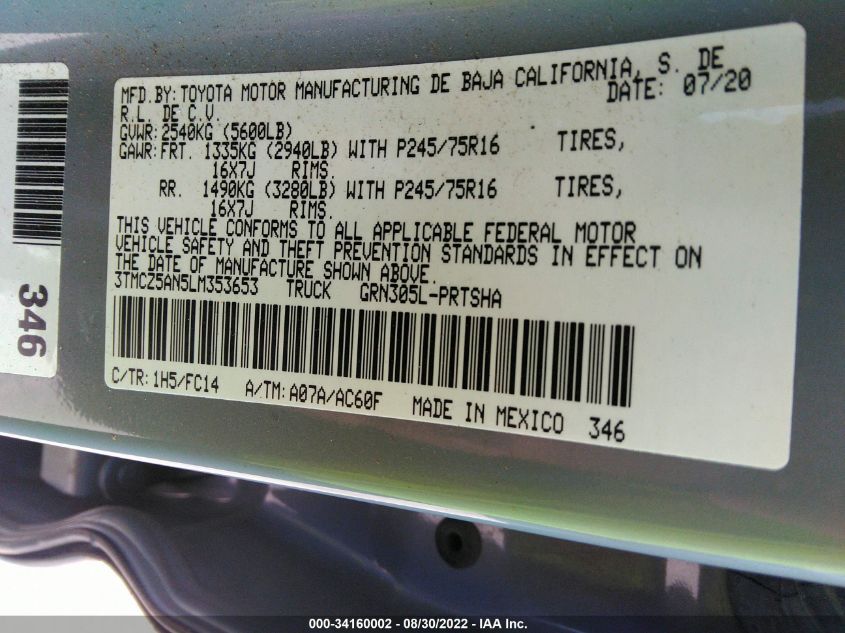 MFD.BY: TOYOTA MOTOR MANUFACTURING DE BAJA CALIFORNIA, S. DE
R.L. DE C.V. DATE: 07/20
GVWR: 2540KG (5600LB)
GAWR: FRT. 1335KG (2940LB) WITH P245/75R16 TIRES,
16X7J RIMS.
RR. 1490KG (3280LB) WITH P245/75R16 TIRES,
16X7J RIMS.
THIS VEHICLE CONFORMS TO ALL APPLICABLE FEDERAL MOTOR
VEHICLE SAFETY AND THEFT PREVENTION STANDARDS IN EFFECT ON
THE DATE OF MANUFACTURE SHOWN ABOVE.
3TMCZ5AN5LM353653 TRUCK GRN305L-PRTSHA
C/TR: 1H5/FC14 A/TM: A07A/AC60F MADE IN MEXICO 346
346
000-34160002 - 08/30/2022 - IAA Inc.